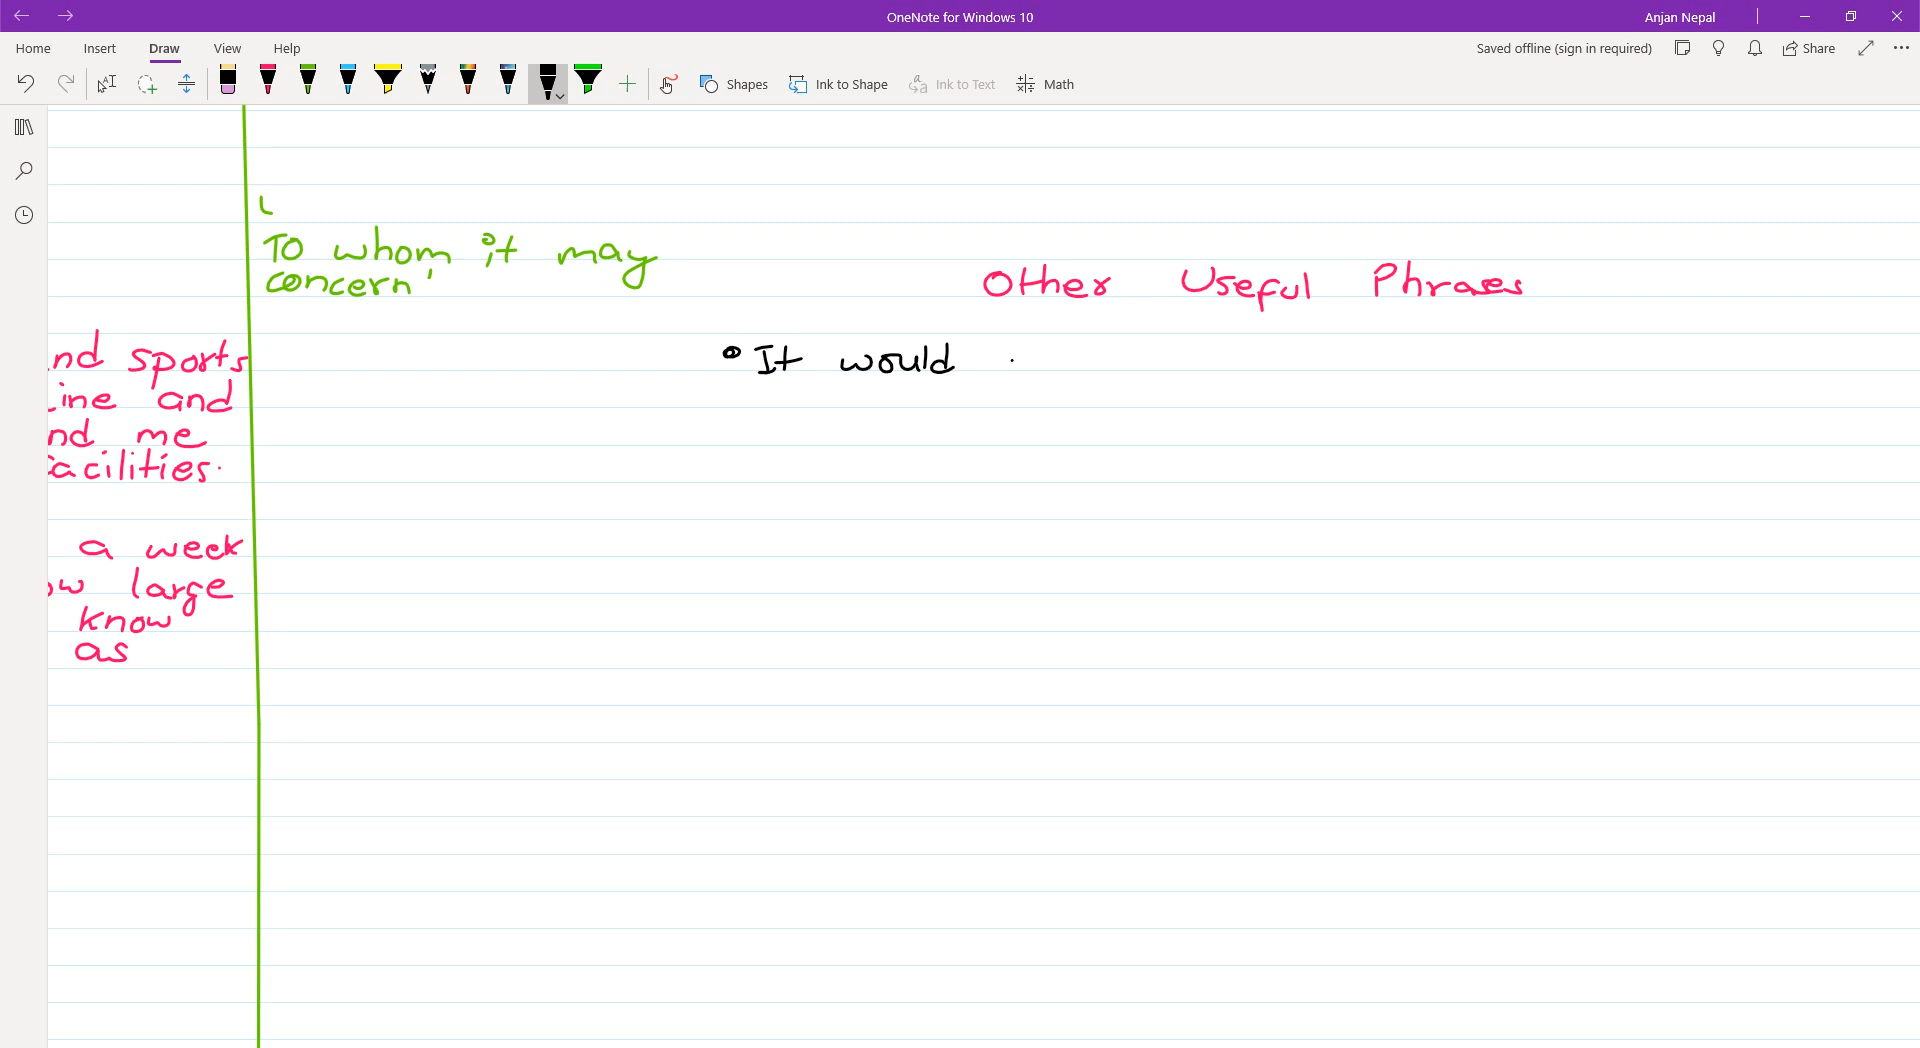 OneNote for Windows 10
Anjan Nepal
Home Insert Draw View Help
Saved offline (sign in required)
Share
Shapes
Ink to Shape
Ink to Text
Math
To whom it may
concern'
Other Useful Phrases
It would
nd sports
ine and
nd me
acilities.
a week
ow large
know
as